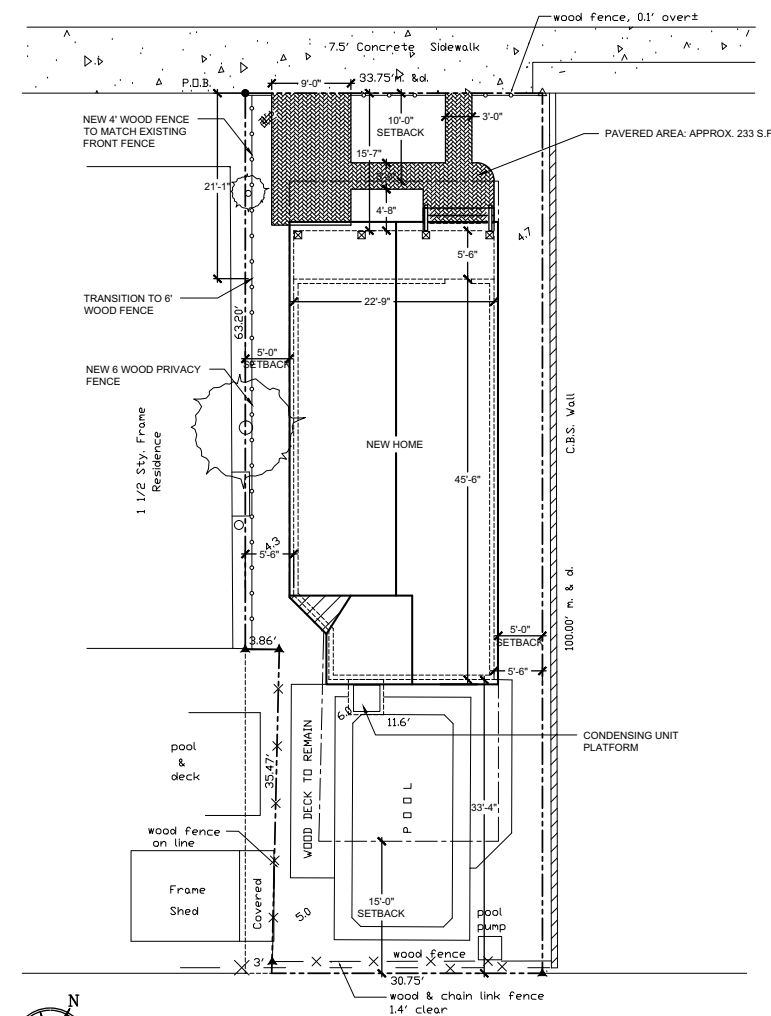 wood fence, 0.1' over±
7.5' Concrete Sidewalk
P.O.B.
9'-0"
33.75'm. &d.
NEW 4' WOOD FENCE
TO MATCH EXISTING
FRONT FENCE
10'-0"
SETBACK
3'-0"
PAVERED AREA: APPROX. 233 S.F
15'-7"
21'-1"
4'-8"
4.7
5'-6"
TRANSITION TO 6'
WOOD FENCE
22'-9"
63.20'
5'-0"
SETBACK
NEW 6 WOOD PRIVACY
FENCE
C.B.S. Wall
1 1/2 Sty. Frame
Residence
NEW HOME
45'-6"
4.3
5'-6"
100.00' m. & d.
3.86'
5'-0"
SETBACK
5'-6"
6.0
11.6'
CONDENSING UNIT
PLATFORM
pool
&
deck
35.47'
WOOD DECK TO REMAIN
POOL
33'-4"
wood fence
on line
Frame
Shed
Covered
5.0
15'-0"
SETBACK
pool
pump
3'
wood fence
30.75'
wood & chain link fence
1.4' clear
N